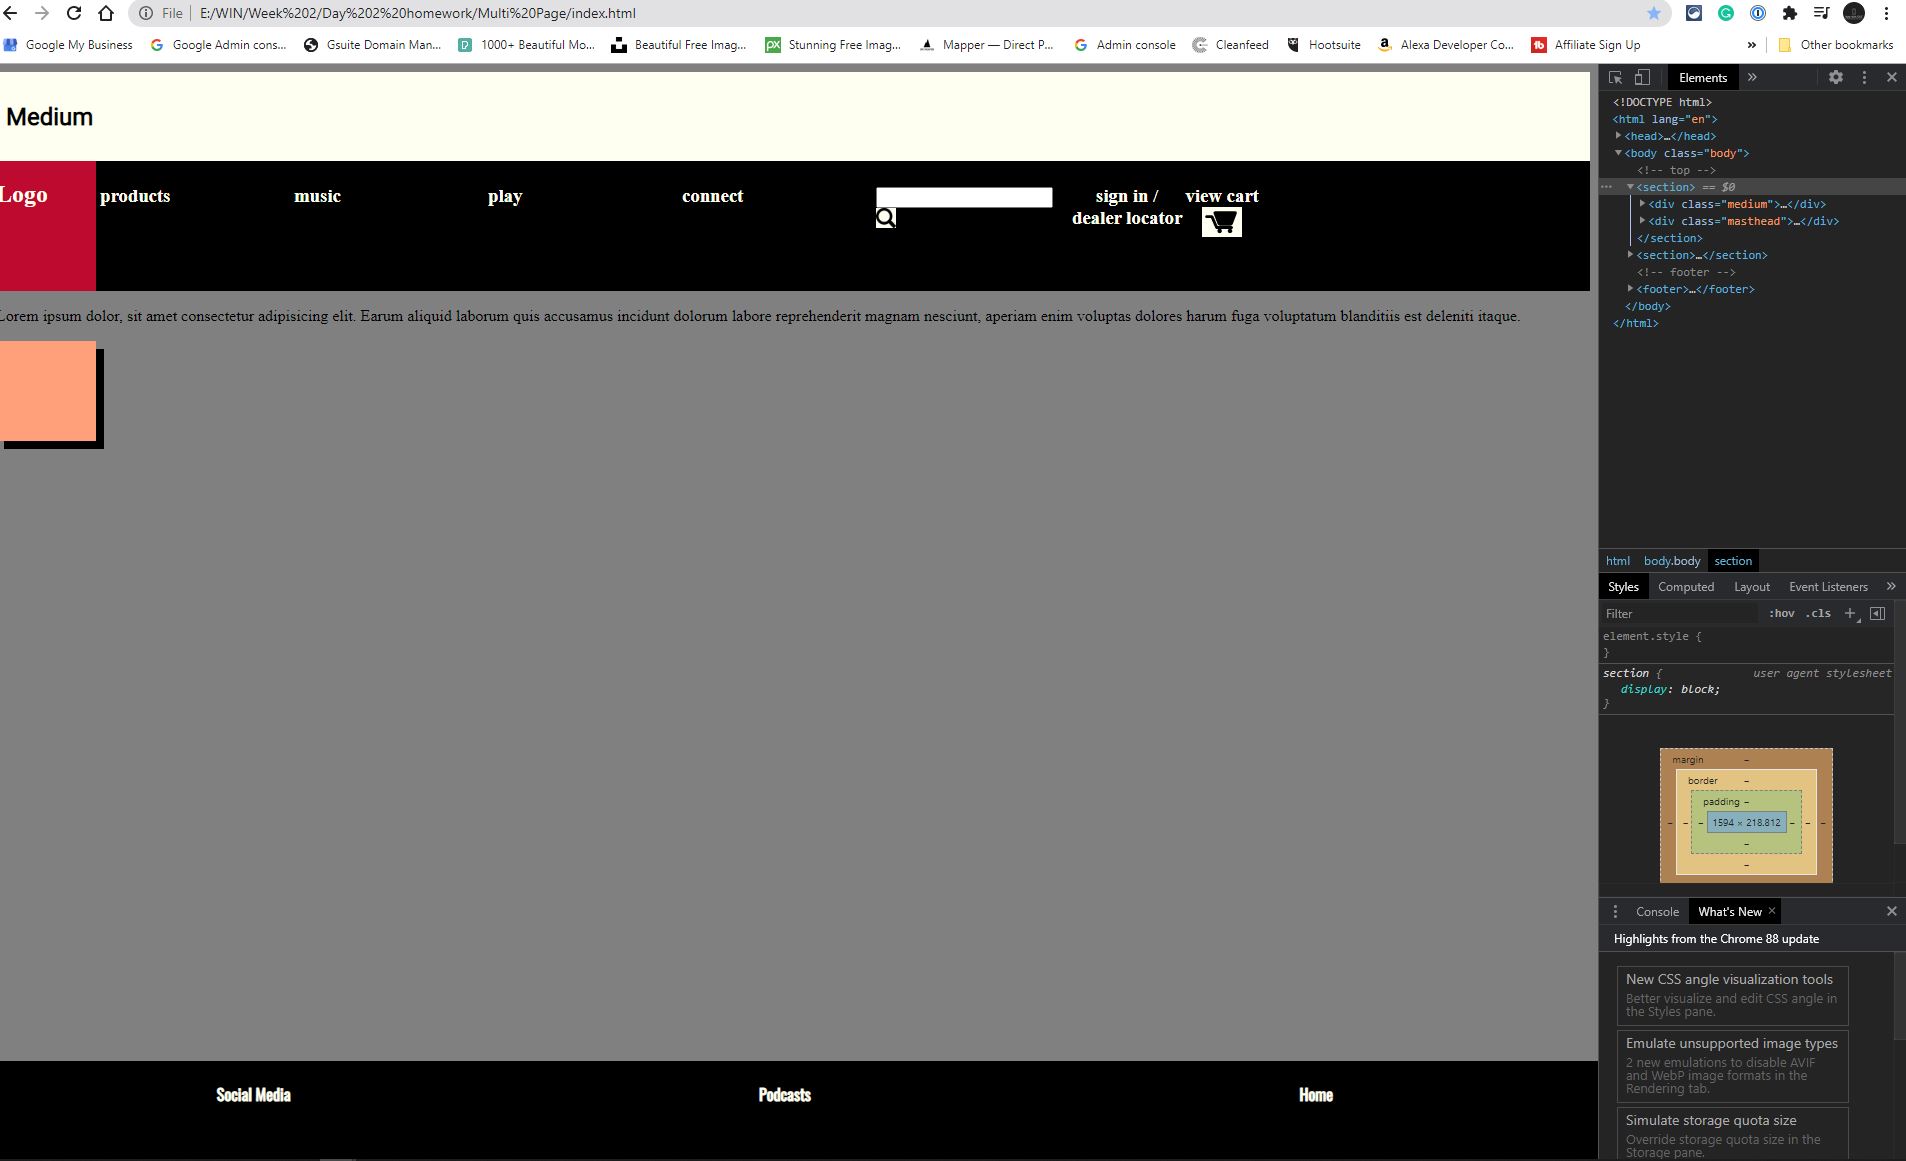 File | E:/WIN/Week%202/Day%202%20homework/Multi%20Page/index.html
Google My Business Google Admin cons... Gsuite Domain Man... 1000+ Beautiful Mo... Beautiful Free Imag... Stunning Free Imag... Mapper — Direct P... Admin console Cleanfeed Hootsuite Alexa Developer Co... Affiliate Sign Up » Other bookmarks
Medium
Logo products music play connect sign in / view cart
dealer locator
Lorem ipsum dolor, sit amet consectetur adipisicing elit. Earum aliquid laborum quis accusamus incidunt dolorum labore reprehenderit magnam nesciunt, aperiam enim voluptas dolores harum fuga voluptatum blanditiis est deleniti itaque.
Social Media Podcasts Home
Elements »
<!DOCTYPE html>
<html lang="en">
<head>…</head>
<body class="body">
<!-- top -->
<section> == $0
<div class="medium">…</div>
<div class="masthead">…</div>
</section>
<section>…</section>
<!-- footer -->
<footer>…</footer>
</body>
</html>
html body.body section
Styles Computed Layout Event Listeners »
Filter :hov .cls +
element.style {
}
section { user agent stylesheet
display: block;
}
margin –
border –
padding –
– – – 1594 × 218.812 – – –
–
–
Console What's New ×
Highlights from the Chrome 88 update
New CSS angle visualization tools
Better visualize and edit CSS angle in
the Styles pane.
Emulate unsupported image types
2 new emulations to disable AVIF
and WebP image formats in the
Rendering tab.
Simulate storage quota size
Override storage quota size in the
Storage pane.